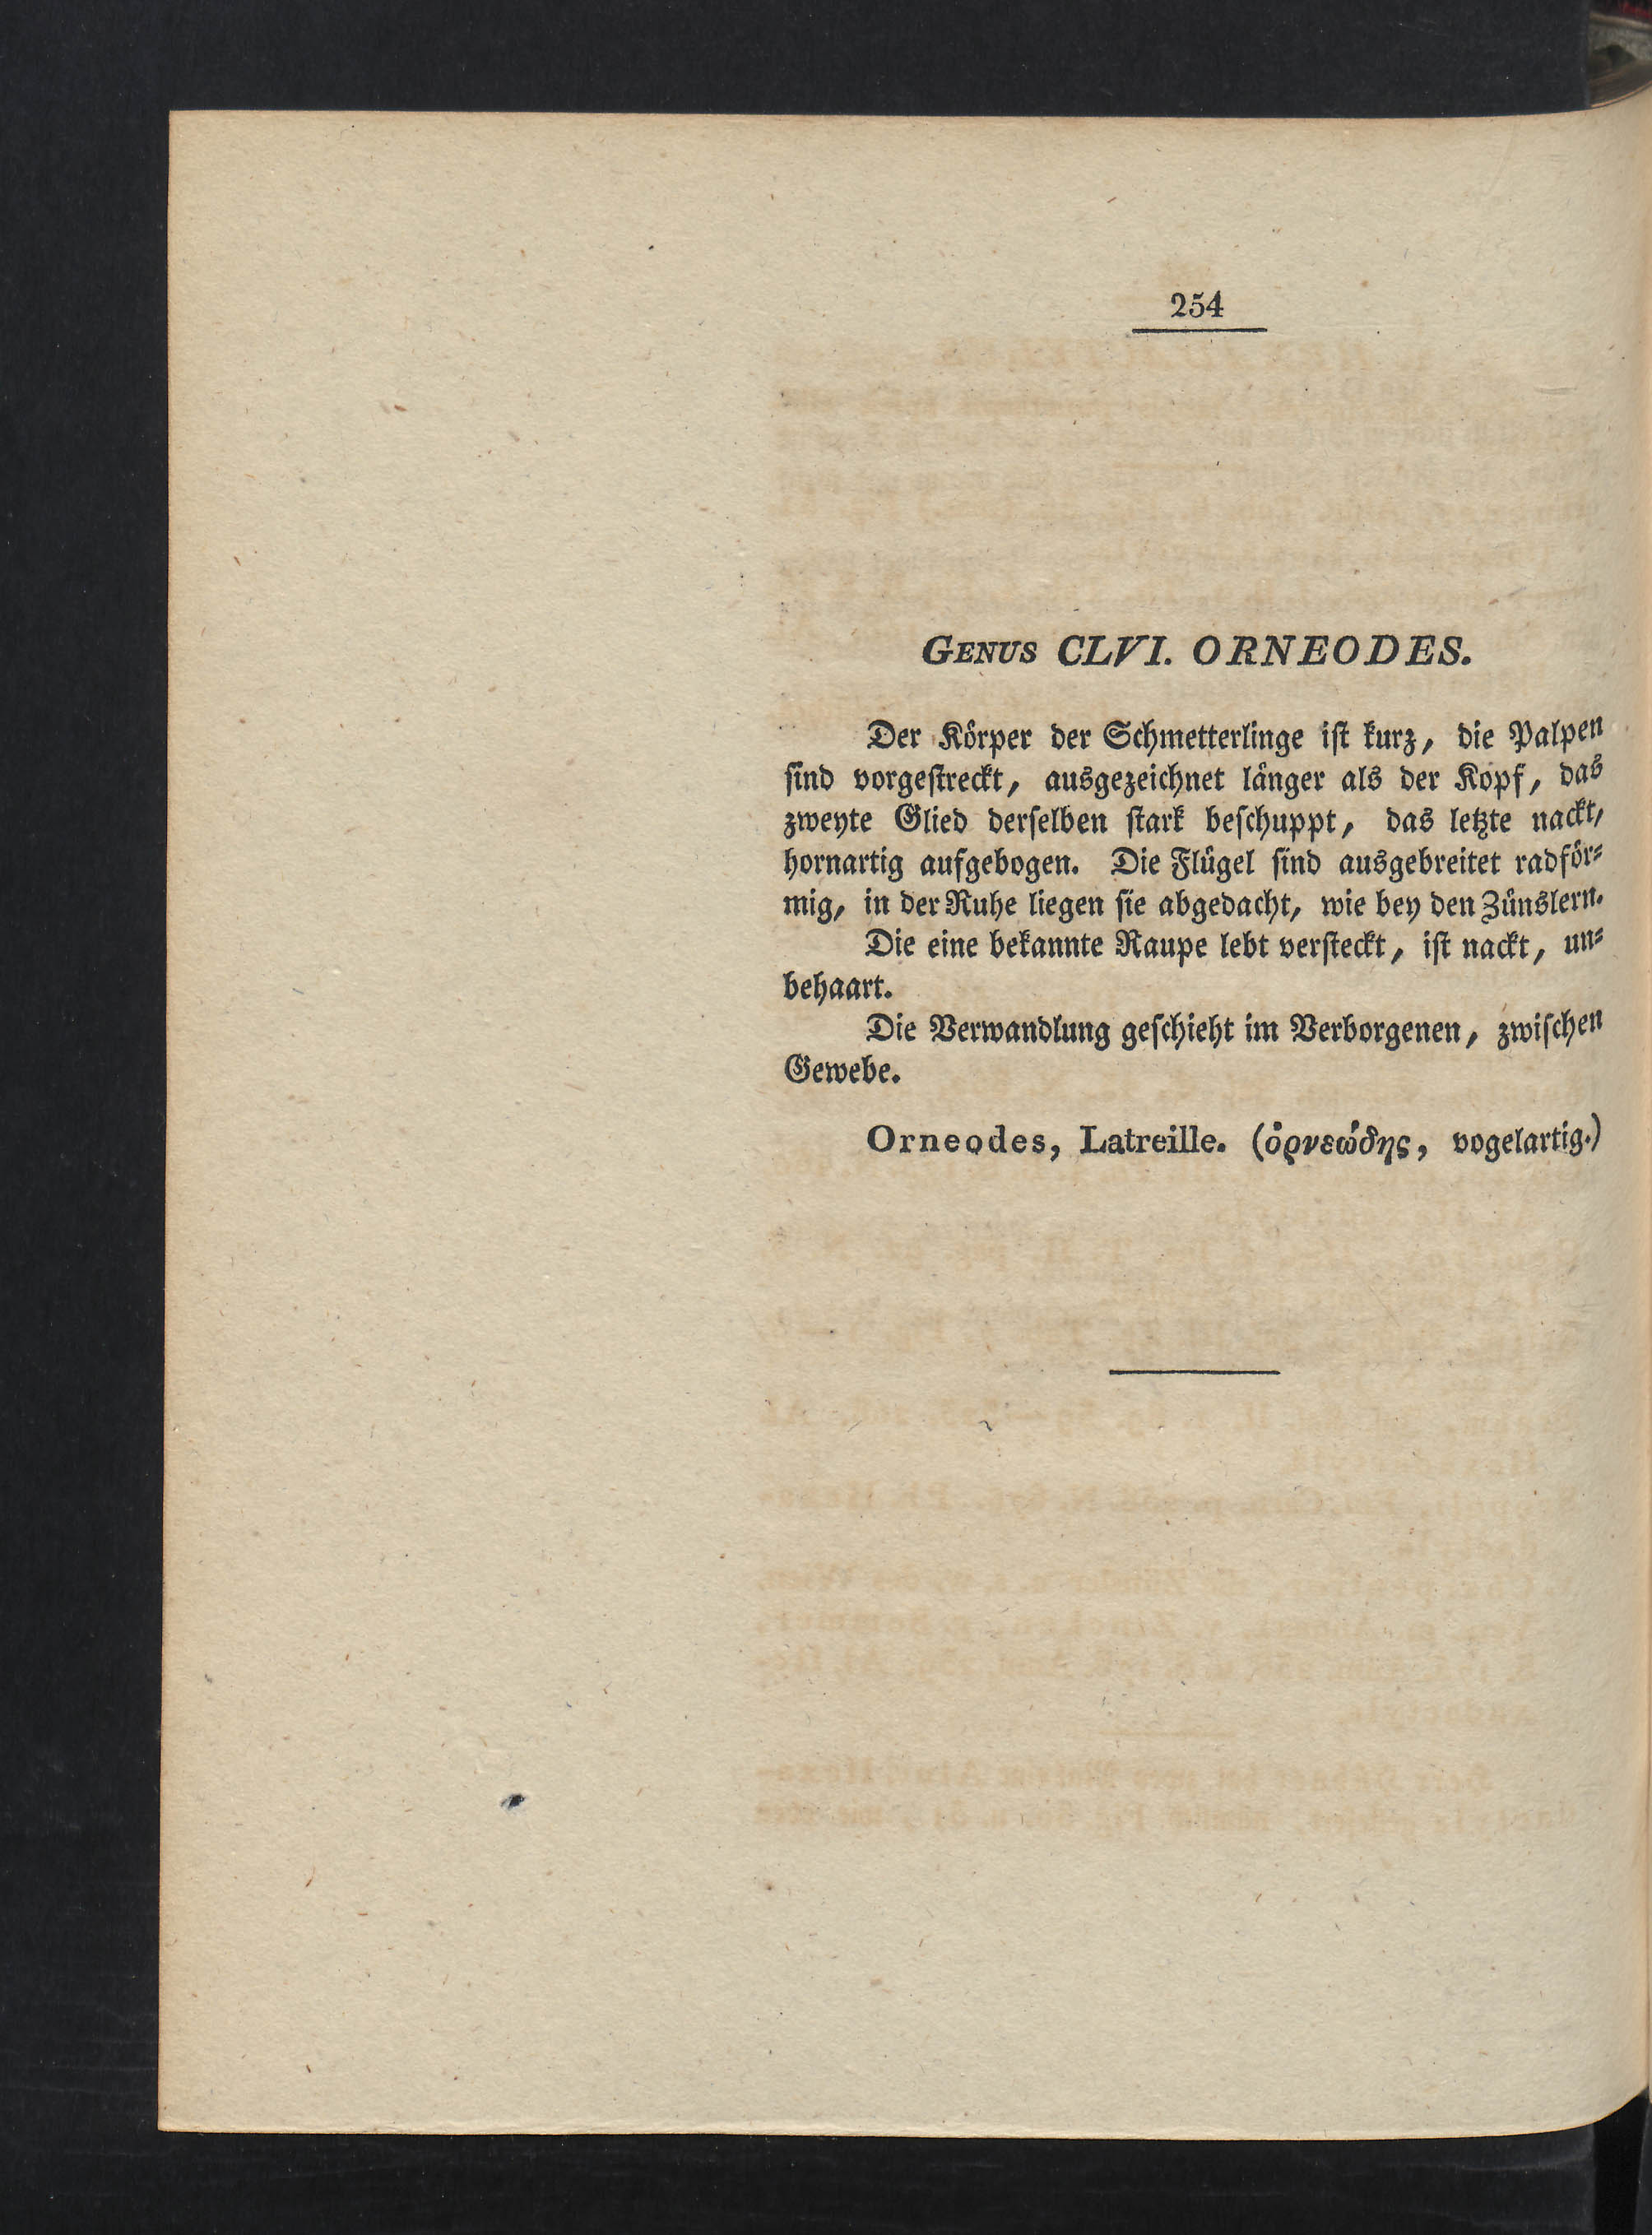 254
GENUS CLVI. ORNEODES.
Der Körper der Schmetterlinge ist kurz, die Palpen
sind vorgestreckt, ausgezeichnet länger als der Kopf, das
zweyte Glied derselben stark beschuppt, das letzte nackt,
hornartig aufgebogen. Die Flügel sind ausgebreitet radför-
mig, in der Ruhe liegen sie abgedacht, wie bey den Zünslern.
Die eine bekannte Raupe lebt versteckt, ist nackt, un-
behaart.
Die Verwandlung geschieht im Verborgenen, zwischen
Gewebe.
Orneodes, Latreille. (ὀρνεώδης, vogelartig.)